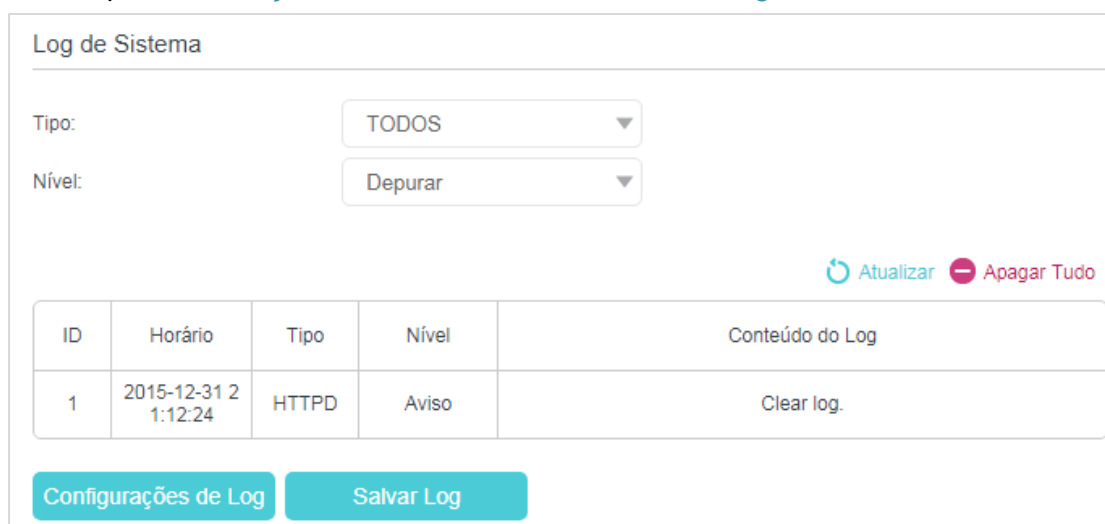 Log de Sistema
Tipo:
TODOS
Nível:
Depurar
Atualizar
Apagar Tudo
ID Horário Tipo Nível Conteúdo do Log
1 2015-12-31 2
1:12:24 HTTPD Aviso Clear log.
Configurações de Log
Salvar Log